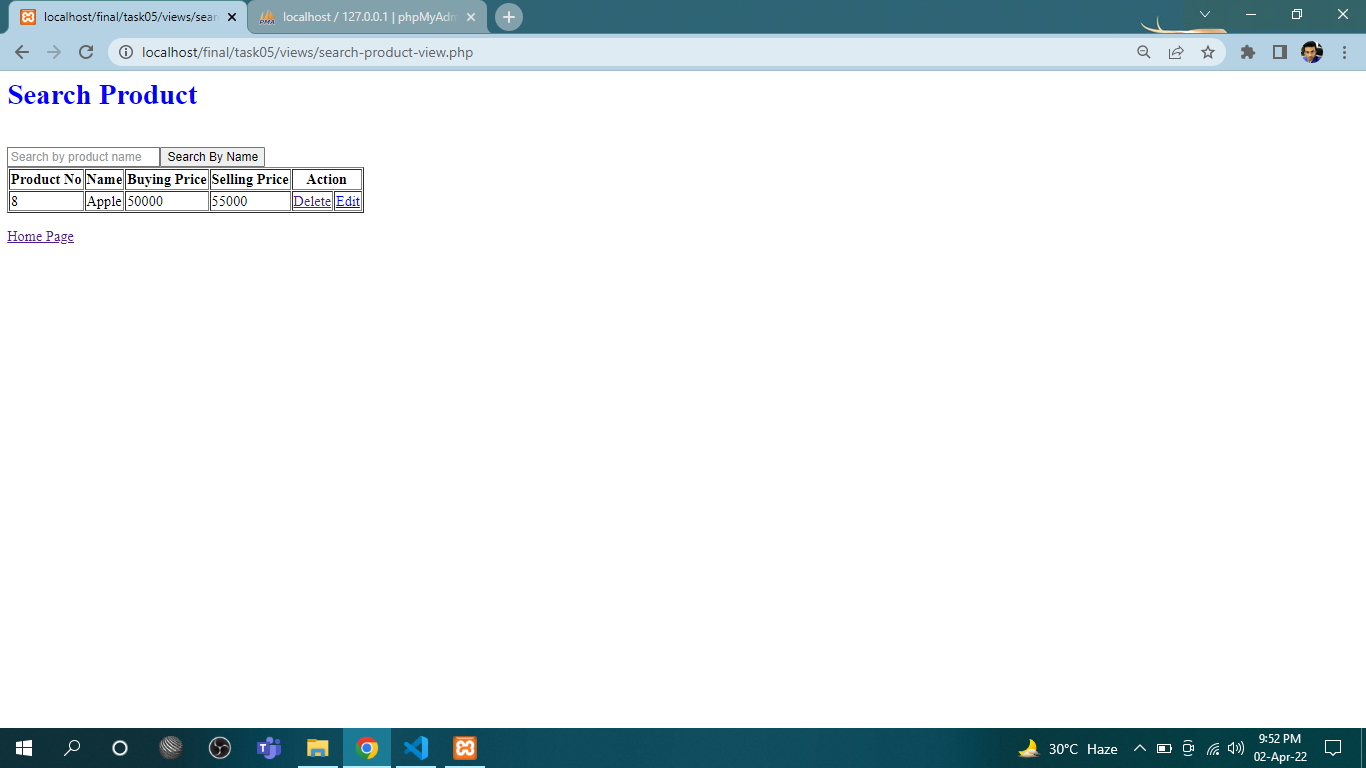 localhost/final/task05/views/sear
localhost / 127.0.0.1 | phpMyAdm
localhost/final/task05/views/search-product-view.php
Search Product
Search by product name Search By Name
Product No Name Buying Price Selling Price Action
8 Apple 50000 55000 Delete Edit
Home Page
30°C Haze
9:52 PM
02-Apr-22